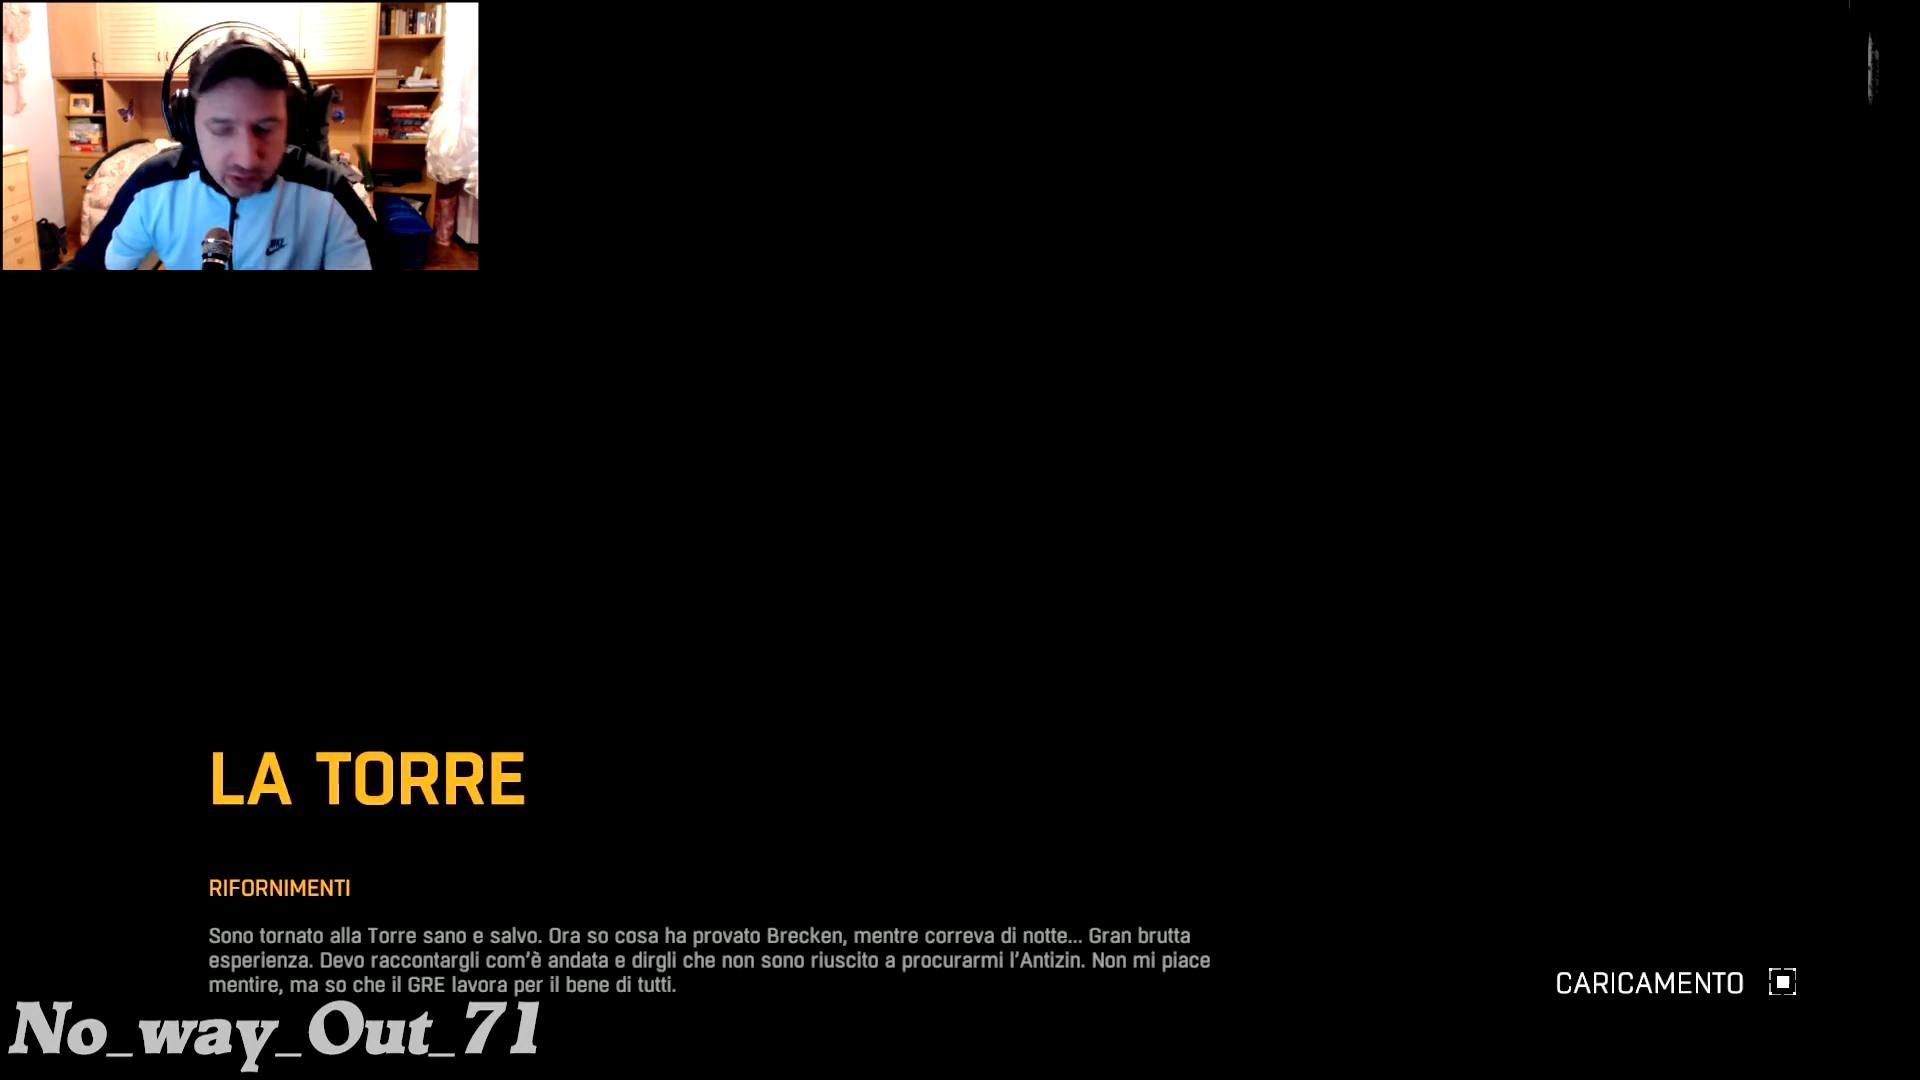 LA TORRE
RIFORNIMENTI
Sono tornato alla Torre sano e salvo. Ora so cosa ha provato Brecken, mentre correva di notte... Gran brutta
esperienza. Devo raccontargli com'è andata e dirgli che non sono riuscito a procurarmi l'Antizin. Non mi piace
mentire, ma so che il GRE lavora per il bene di tutti.
CARICAMENTO
No_way_Out_71